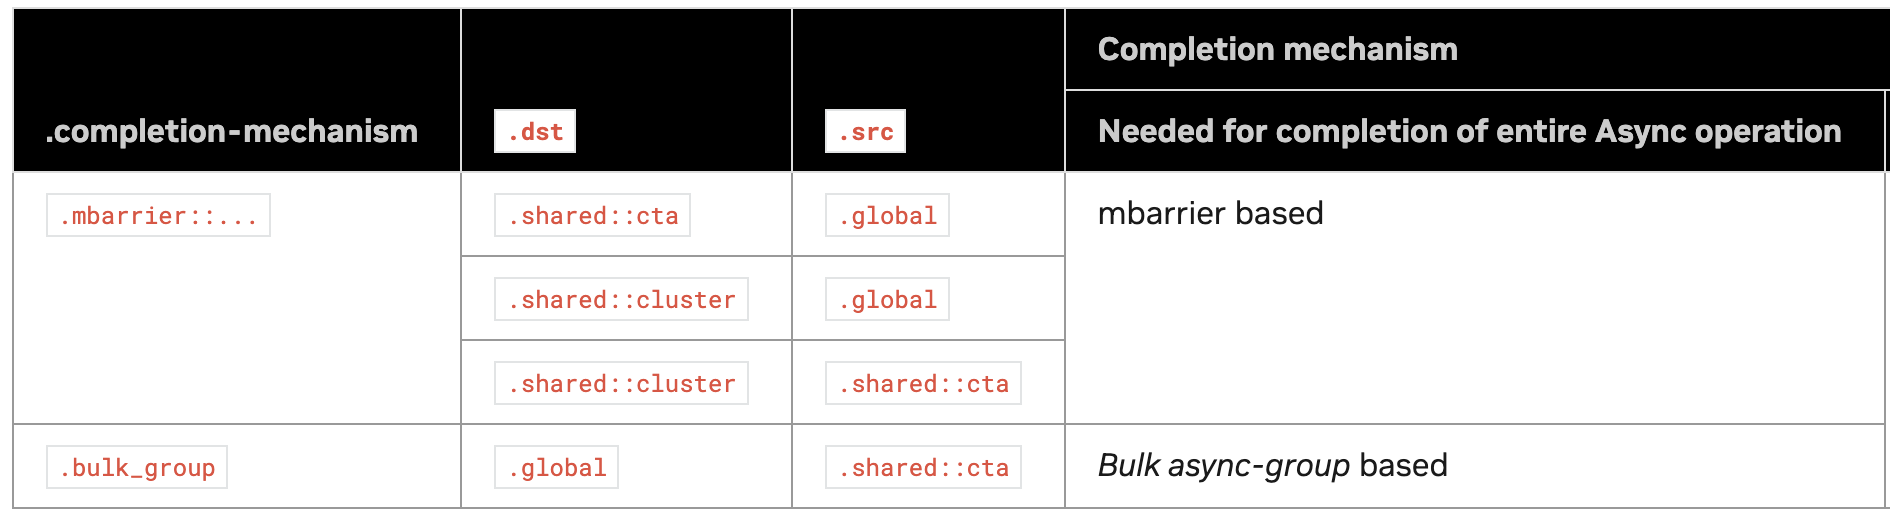 Completion mechanism
.completion-mechanism .dst .src Needed for completion of entire Async operation
.mbarrier::... .shared::cta .global mbarrier based
.shared::cluster .global
.shared::cluster .shared::cta
.bulk_group .global .shared::cta Bulk async-group based